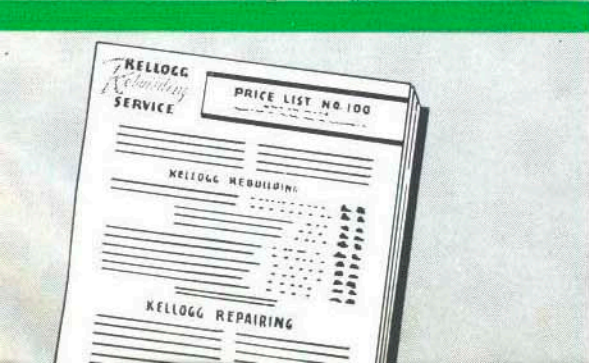 KELLOGG
Rebuilding
SERVICE
PRICE LIST NO. 100
KELLOGG REBUILDING
KELLOGG REPAIRING